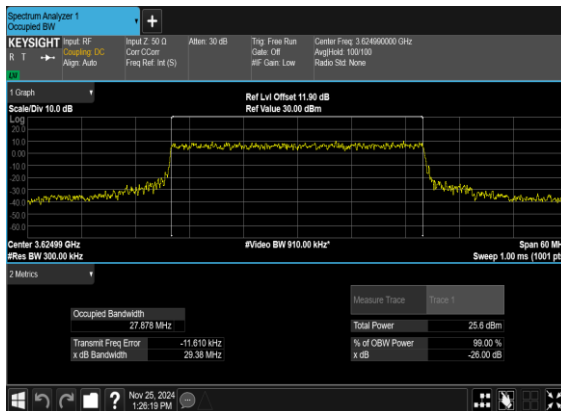 Spectrum Analyzer 1
Occupied BW
KEYSIGHT
R T
Input: RF
Coupling: DC
Align: Auto
Input Z: 50 Ω
Corr CCorr
Freq Ref: Int (S)
Atten: 30 dB
Trig: Free Run
Gate: Off
#IF Gain: Low
Center Freq: 3.624990000 GHz
Avg|Hold: 100/100
Radio Std: None
1 Graph
Scale/Div 10.0 dB
Ref Lvl Offset 11.90 dB
Ref Value 30.00 dBm
Log
20.0
10.0
0.00
-10.0
-20.0
-30.0
-40.0
-50.0
-60.0
Center 3.62499 GHz
#Res BW 300.00 kHz
#Video BW 910.00 kHz*
Span 60 MH
Sweep 1.00 ms (1001 pt
2 Metrics
Measure Trace Trace 1
Occupied Bandwidth
27.878 MHz
Total Power 25.6 dBm
Transmit Freq Error -11.610 kHz
% of OBW Power 99.00 %
x dB Bandwidth 29.38 MHz
x dB -26.00 dB
Nov 25, 2024
1:26:19 PM